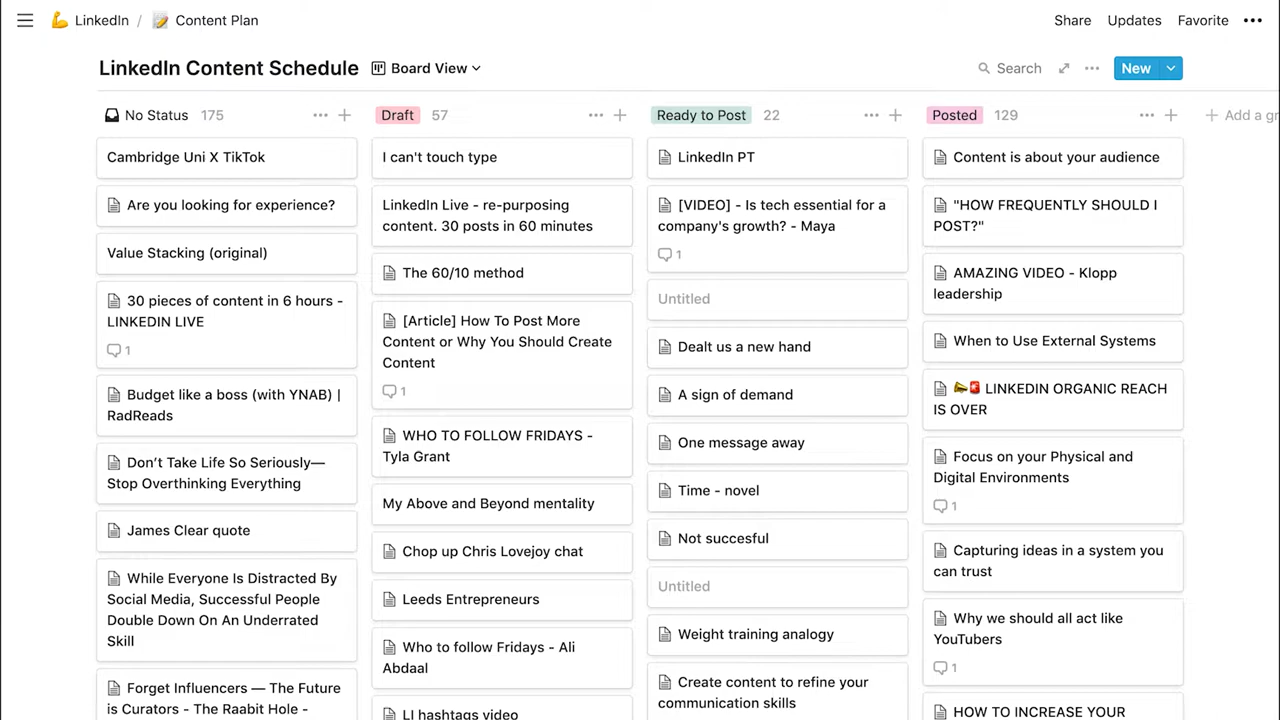 LinkedIn / Content Plan
Share Updates Favorite
LinkedIn Content Schedule Board View
Search New
No Status 175
Cambridge Uni X TikTok
Are you looking for experience?
Value Stacking (original)
30 pieces of content in 6 hours -
LINKEDIN LIVE
1
Budget like a boss (with YNAB) |
RadReads
Don’t Take Life So Seriously—
Stop Overthinking Everything
James Clear quote
While Everyone Is Distracted By
Social Media, Successful People
Double Down On An Underrated
Skill
Forget Influencers — The Future
is Curators - The Raabit Hole -
Draft 57
I can't touch type
LinkedIn Live - re-purposing
content. 30 posts in 60 minutes
The 60/10 method
[Article] How To Post More
Content or Why You Should Create
Content
1
WHO TO FOLLOW FRIDAYS -
Tyla Grant
My Above and Beyond mentality
Chop up Chris Lovejoy chat
Leeds Entrepreneurs
Who to follow Fridays - Ali
Abdaal
LI hashtags video
Ready to Post 22
LinkedIn PT
[VIDEO] - Is tech essential for a
company's growth? - Maya
1
Untitled
Dealt us a new hand
A sign of demand
One message away
Time - novel
Not succesful
Untitled
Weight training analogy
Create content to refine your
communication skills
Posted 129
Content is about your audience
"HOW FREQUENTLY SHOULD I
POST?"
AMAZING VIDEO - Klopp
leadership
When to Use External Systems
LINKEDIN ORGANIC REACH
IS OVER
Focus on your Physical and
Digital Environments
1
Capturing ideas in a system you
can trust
Why we should all act like
YouTubers
1
HOW TO INCREASE YOUR
Add a gr